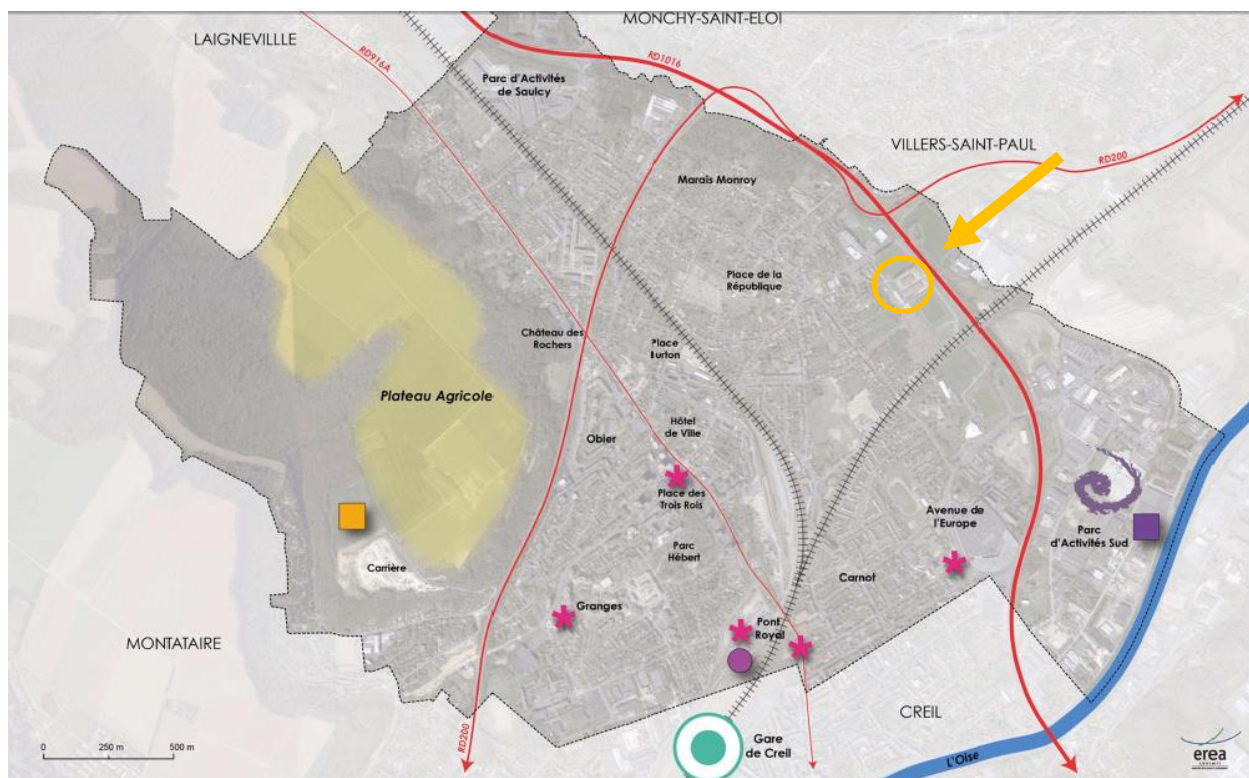 MONCHY-SAINT-ELOI
LAIGNEVILLLE
RD916A
RD1016
Parc d'Activités
de Saulcy
VILLERS-SAINT-PAUL
RD200
Marais Monroy
Place de la
République
Château des
Rochers
Place
Burton
Plateau Agricole
Hôtel
de Ville
Obier
Place des
Trois Rois
Avenue de
l'Europe
Parc
d'Activités Sud
Parc
Hébert
Carrière
Carnot
Granges
Pont
Royal
MONTATAIRE
CREIL
RD200
Gare
de Creil
L'Oise
0 250 m 500 m
erea